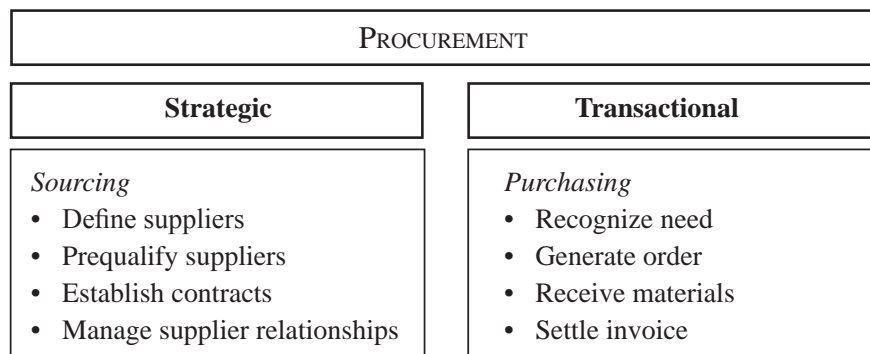 PROCUREMENT
Strategic
Transactional
Sourcing
• Define suppliers
• Prequalify suppliers
• Establish contracts
• Manage supplier relationships
Purchasing
• Recognize need
• Generate order
• Receive materials
• Settle invoice